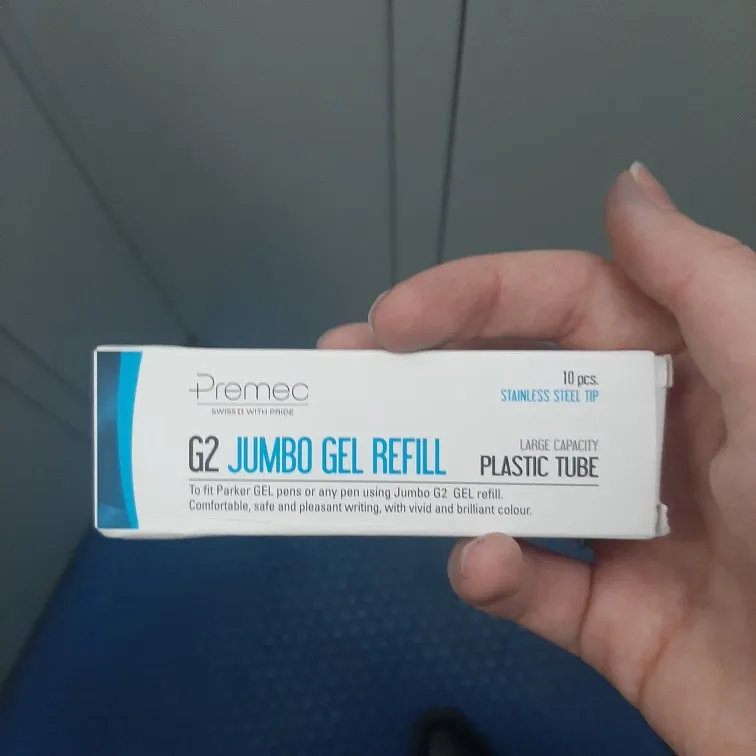 Premec
SWISS WITH PRIDE
10 pcs.
STAINLESS STEEL TIP
G2 JUMBO GEL REFILL
LARGE CAPACITY
PLASTIC TUBE
To fit Parker GEL pens or any pen using Jumbo G2 GEL refill.
Comfortable, safe and pleasant writing, with vivid and brilliant colour.